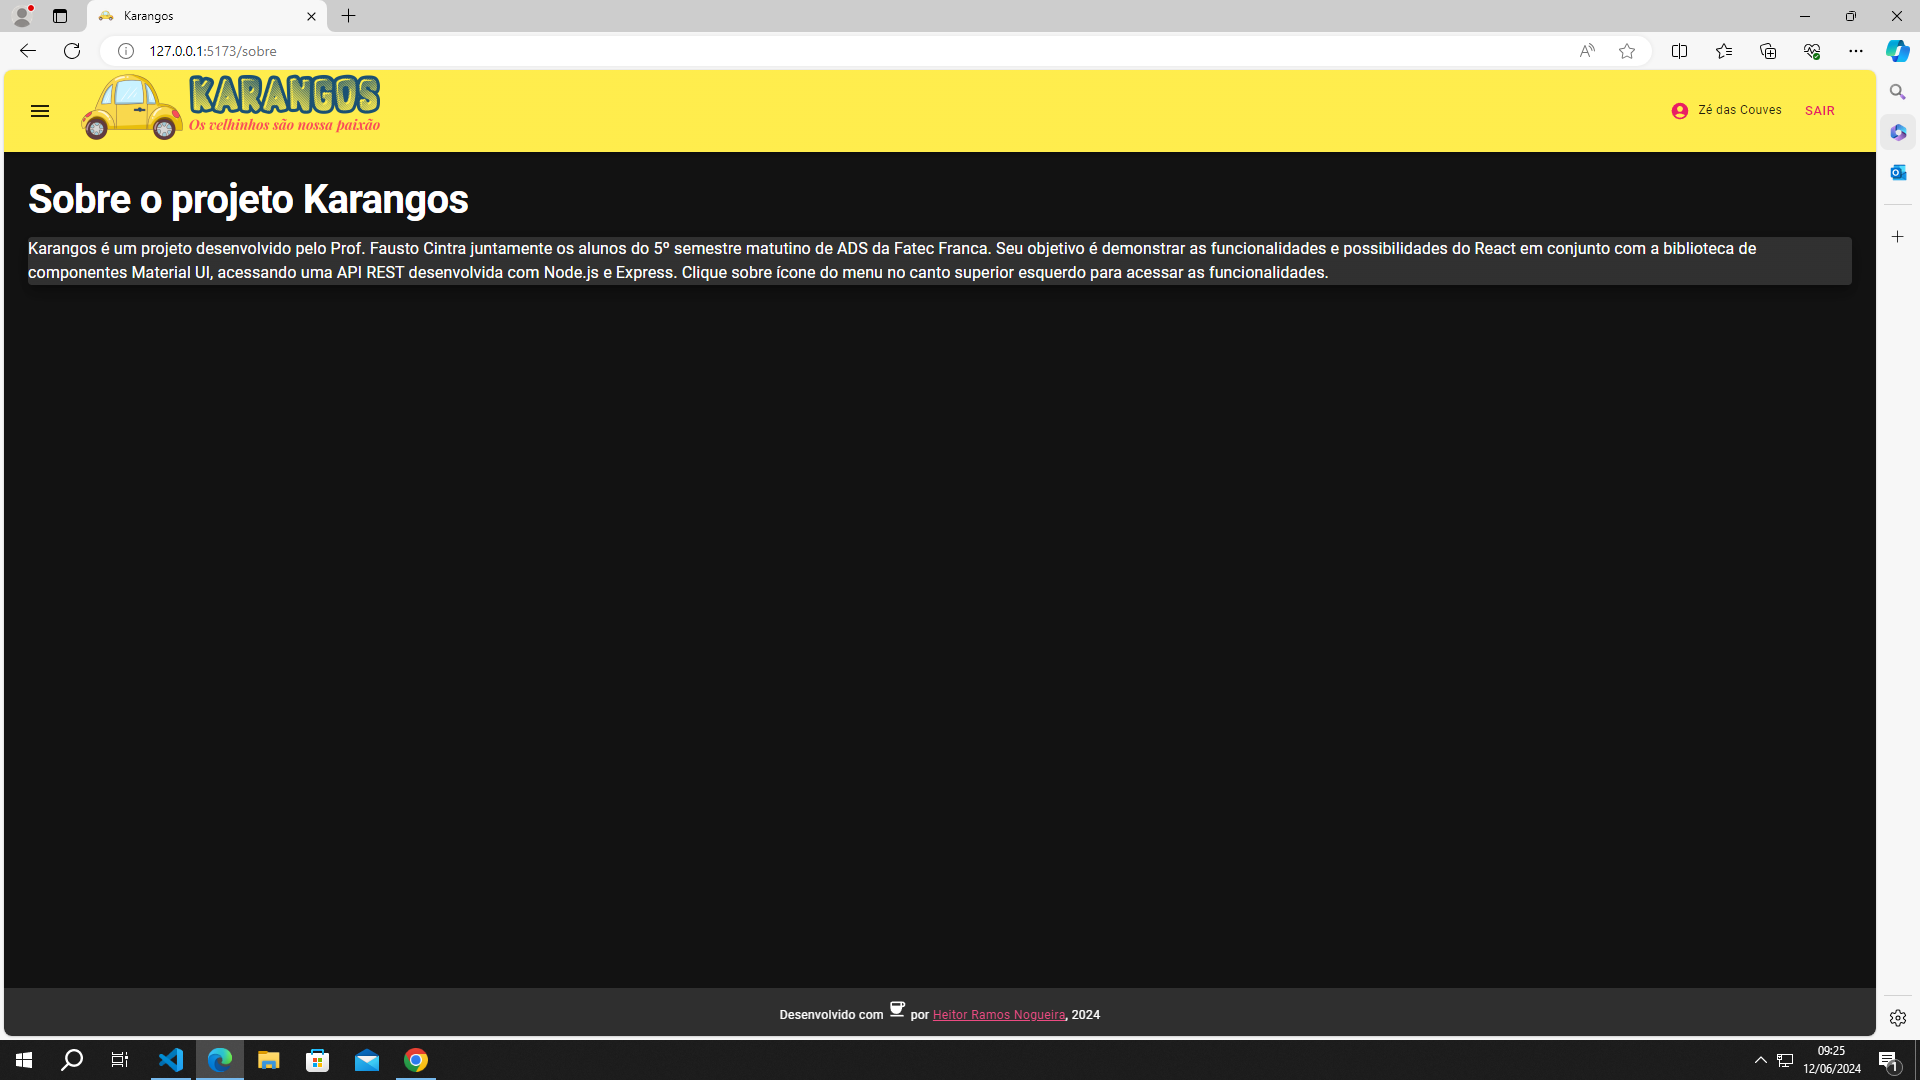 Karangos
127.0.0.1:5173/sobre
KARANGOS
Os velhinhos são nossa paixão
Zé das Couves
SAIR
Sobre o projeto Karangos
Karangos é um projeto desenvolvido pelo Prof. Fausto Cintra juntamente os alunos do 5º semestre matutino de ADS da Fatec Franca. Seu objetivo é demonstrar as funcionalidades e possibilidades do React em conjunto com a biblioteca de
componentes Material UI, acessando uma API REST desenvolvida com Node.js e Express. Clique sobre ícone do menu no canto superior esquerdo para acessar as funcionalidades.
Desenvolvido com por Heitor Ramos Nogueira, 2024
09:25
12/06/2024
1